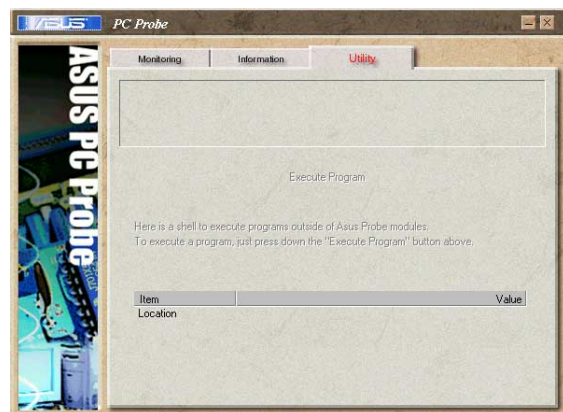 ASUS PC Probe
Monitoring Information Utility
ASUS PC Probe
Execute Program
Here is a shell to execute programs outside of Asus Probe modules.
To execute a program, just press down the "Execute Program" button above.
Item Value
Location